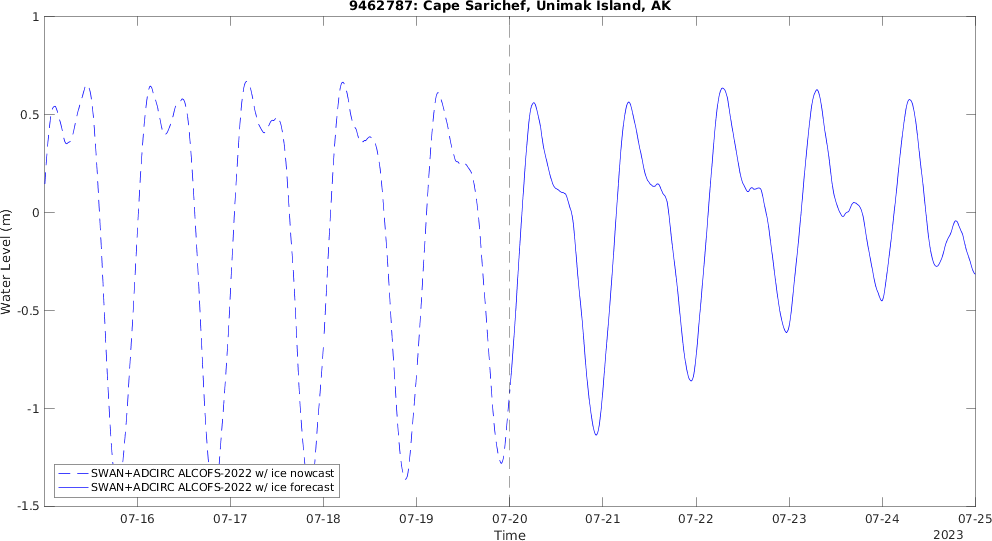 9462787: Cape Sarichef, Unimak Island, AK
1
0.5
0
-0.5
-1
-1.5
Water Level (m)
SWAN+ADCIRC ALCOFS-2022 w/ ice nowcast
SWAN+ADCIRC ALCOFS-2022 w/ ice forecast
07-16 07-17 07-18 07-19 07-20 07-21 07-22 07-23 07-24 07-25
Time
2023